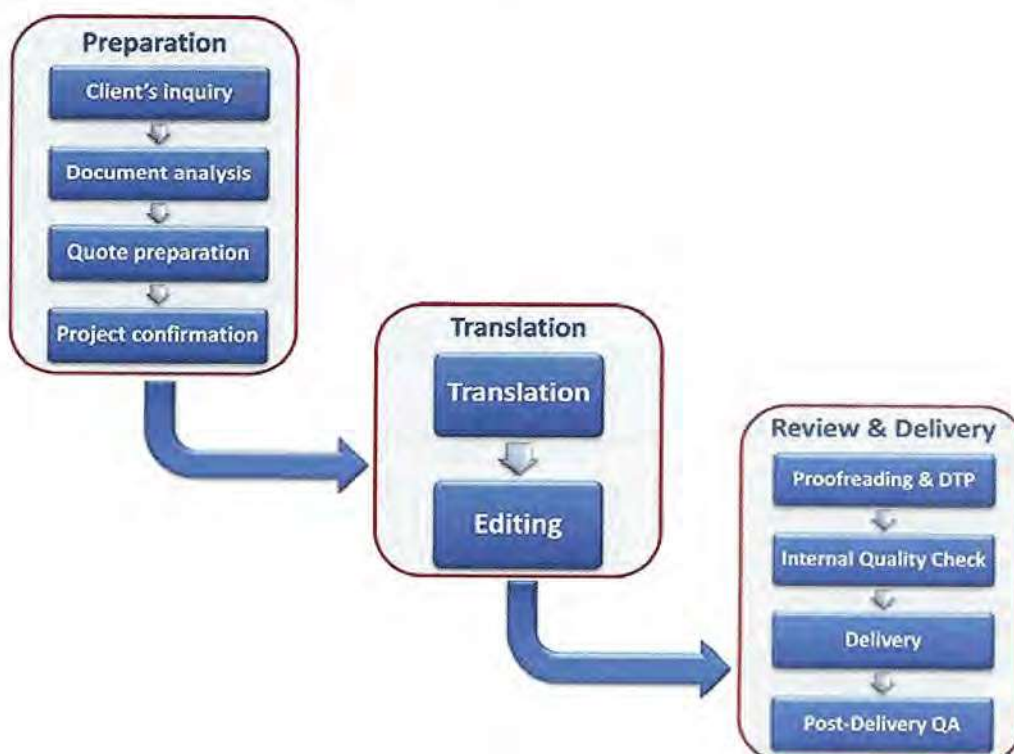 Preparation
Client's inquiry
Document analysis
Quote preparation
Project confirmation
Translation
Translation
Editing
Review & Delivery
Proofreading & DTP
Internal Quality Check
Delivery
Post-Delivery QA